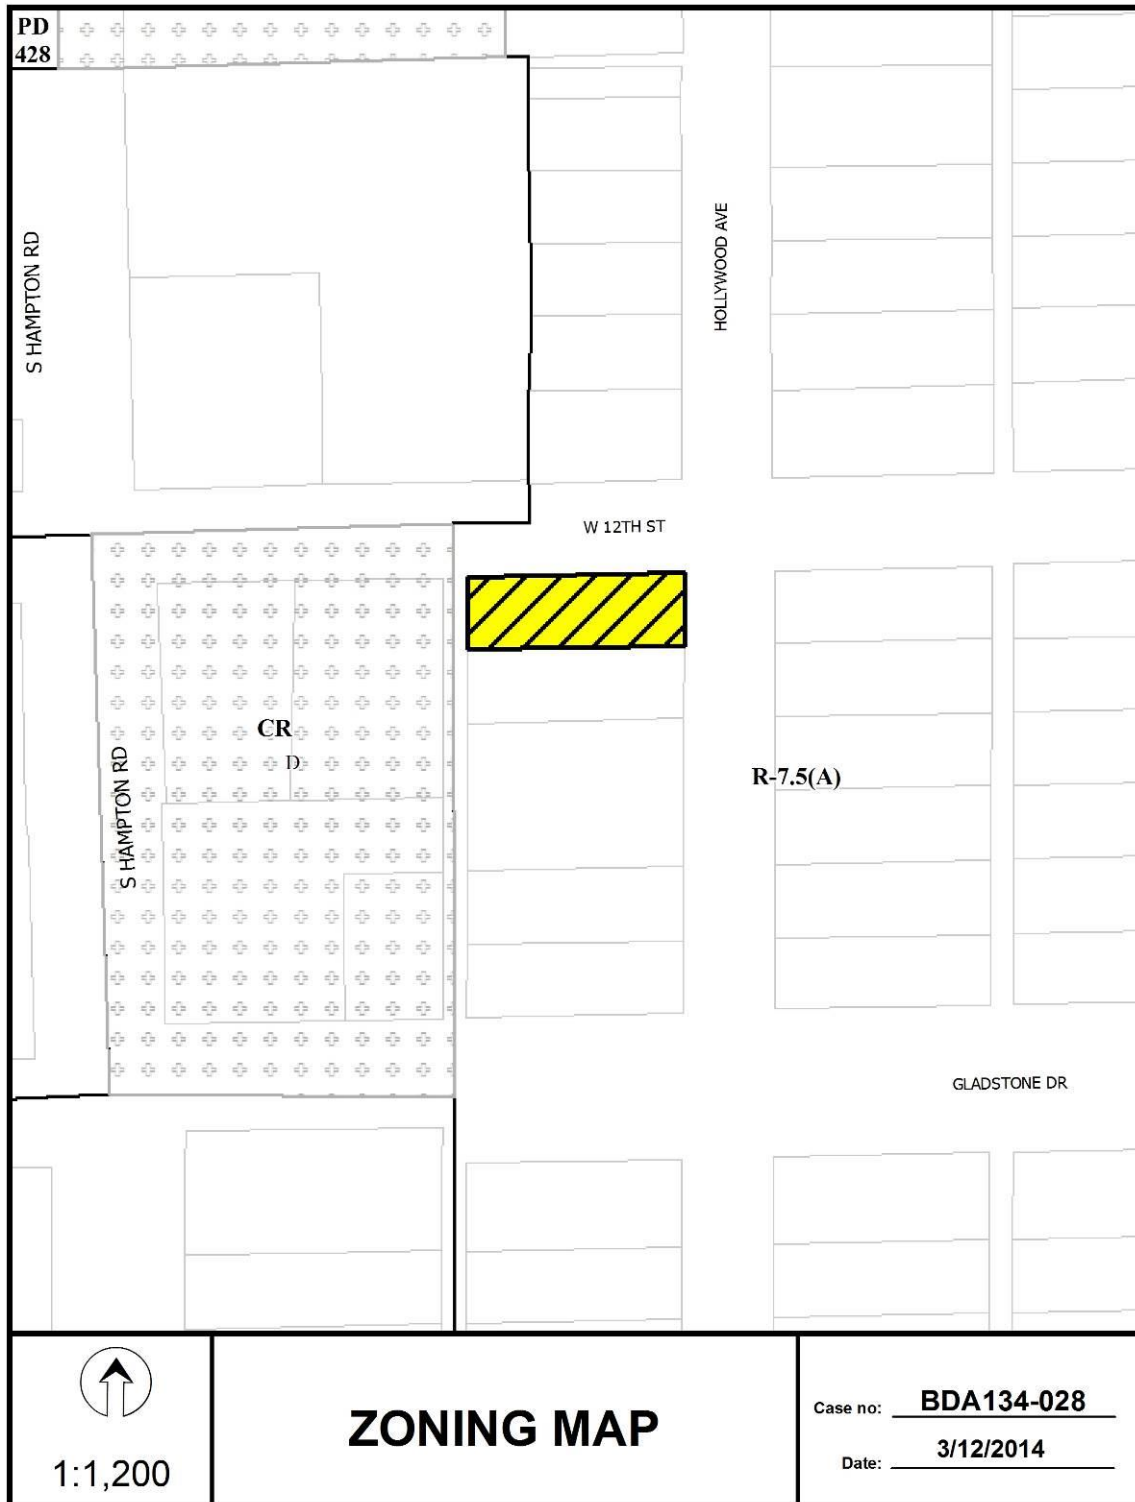 PD
428
S HAMPTON RD
HOLLYWOOD AVE
W 12TH ST
CR
D
S HAMPTON RD
R-7.5(A)
GLADSTONE DR
1:1,200
ZONING MAP
Case no: BDA134-028
Date: 3/12/2014